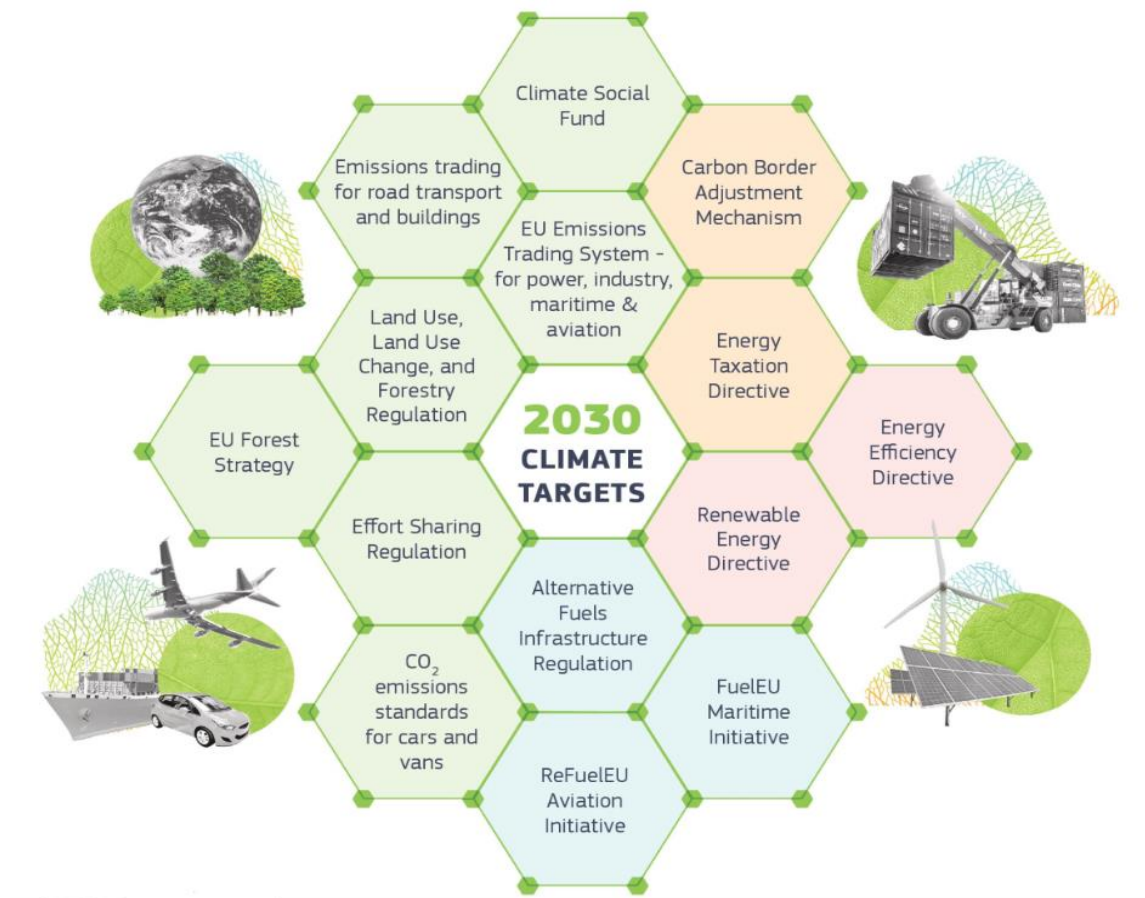 Climate Social
Fund
Emissions trading
for road transport
and buildings
Carbon Border
Adjustment
Mechanism
EU Emissions
Trading System -
for power, industry,
maritime &
aviation
Land Use,
Land Use
Change, and
Forestry
Regulation
Energy
Taxation
Directive
EU Forest
Strategy
2030
CLIMATE
TARGETS
Energy
Efficiency
Directive
Effort Sharing
Regulation
Renewable
Energy
Directive
Alternative
Fuels
Infrastructure
Regulation
CO₂
emissions
standards
for cars and
vans
FuelEU
Maritime
Initiative
ReFuelEU
Aviation
Initiative